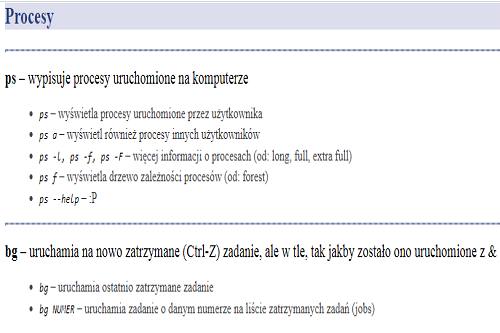 Procesy
ps – wypisuje procesy uruchomione na komputerze
• ps – wyświetla procesy uruchomione przez użytkownika
• ps a – wyświetl również procesy innych użytkowników
• ps -l, ps -f, ps -F – więcej informacji o procesach (od: long, full, extra full)
• ps f – wyświetla drzewo zależności procesów (od: forest)
• ps --help – :P
bg – uruchamia na nowo zatrzymane (Ctrl-Z) zadanie, ale w tle, tak jakby zostało ono uruchomione z &
• bg – uruchamia ostatnio zatrzymane zadanie
• bg NUMER – uruchamia zadanie o danym numerze na liście zatrzymanych zadań (jobs)